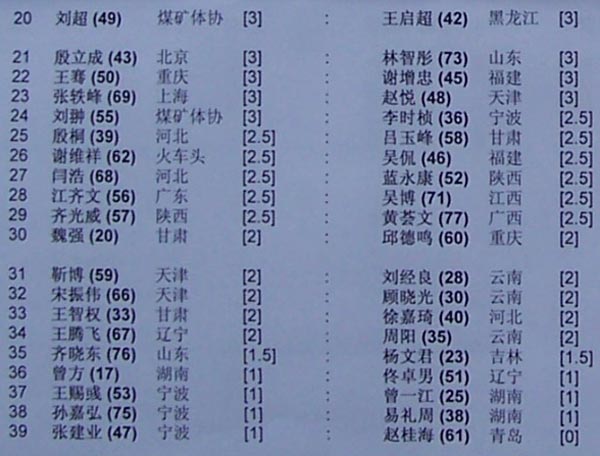 20 刘超 (49) 煤矿体协 [3] : 王启超 (42) 黑龙江 [3]
21 殷立成 (43) 北京 [3] : 林智彤 (73) 山东 [3]
22 王骞 (50) 重庆 [3] : 谢增忠 (45) 福建 [3]
23 张轶峰 (69) 上海 [3] : 赵悦 (48) 天津 [3]
24 刘翀 (55) 煤矿体协 [3] : 李时桢 (36) 宁波 [2.5]
25 殷桐 (39) 河北 [2.5] : 吕玉峰 (58) 甘肃 [2.5]
26 谢维祥 (62) 火车头 [2.5] : 吴侃 (46) 福建 [2.5]
27 闫浩 (68) 河北 [2.5] : 蓝永康 (52) 陕西 [2.5]
28 江齐文 (56) 广东 [2.5] : 吴博 (71) 江西 [2.5]
29 齐光威 (57) 陕西 [2.5] : 黄荟文 (77) 广西 [2.5]
30 魏强 (20) 甘肃 [2] : 邱德鸣 (60) 重庆 [2]
31 靳博 (59) 天津 [2] : 刘经良 (28) 云南 [2]
32 宋振伟 (66) 天津 [2] : 顾晓光 (30) 云南 [2]
33 王智权 (33) 甘肃 [2] : 徐嘉琦 (40) 河北 [2]
34 王腾飞 (67) 辽宁 [2] : 周阳 (35) 云南 [2]
35 齐晓东 (76) 山东 [1.5] : 杨文君 (23) 吉林 [1.5]
36 曾方 (17) 湖南 [1] : 佟卓男 (51) 辽宁 [1]
37 王赐彧 (53) 宁波 [1] : 曾一江 (25) 湖南 [1]
38 孙嘉弘 (75) 宁波 [1] : 易礼周 (38) 湖南 [1]
39 张建业 (47) 宁波 [1] : 赵桂海 (61) 青岛 [0]